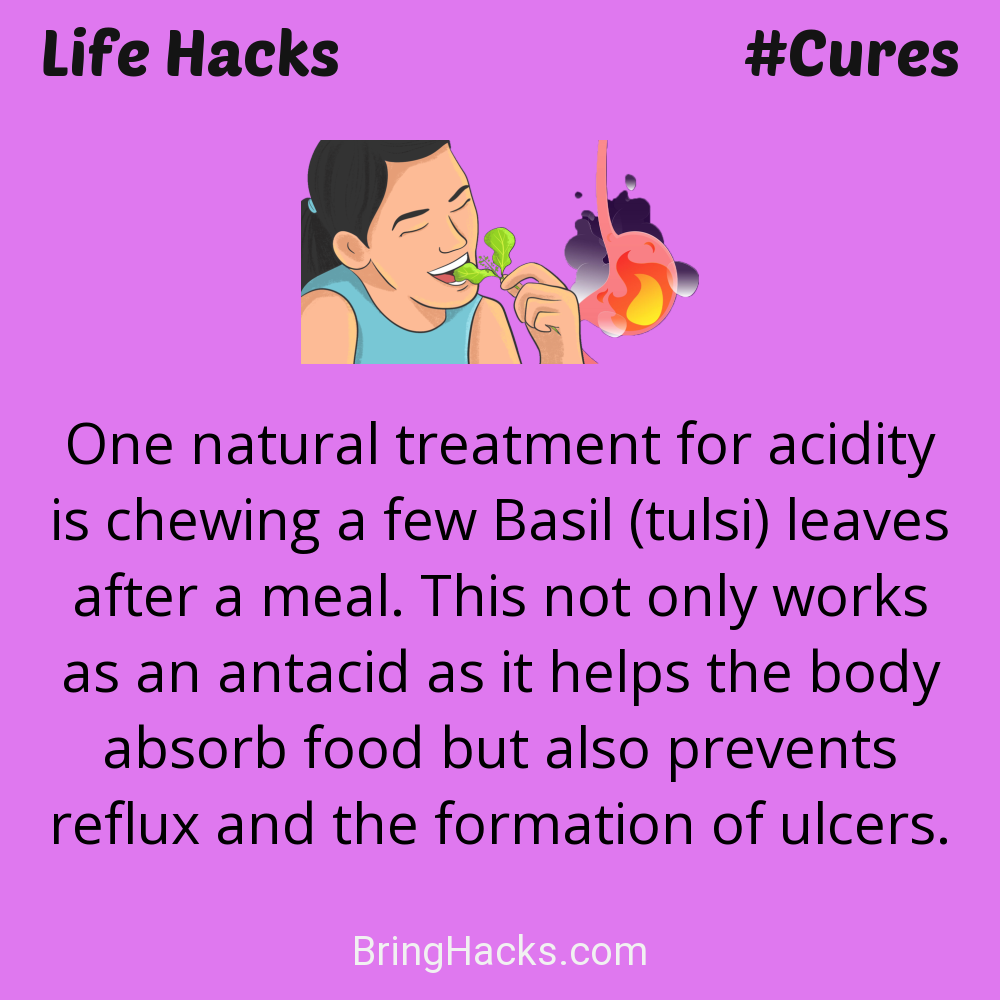 Life Hacks
#Cures
One natural treatment for acidity
is chewing a few Basil (tulsi) leaves
after a meal. This not only works
as an antacid as it helps the body
absorb food but also prevents
reflux and the formation of ulcers.
BringHacks.com